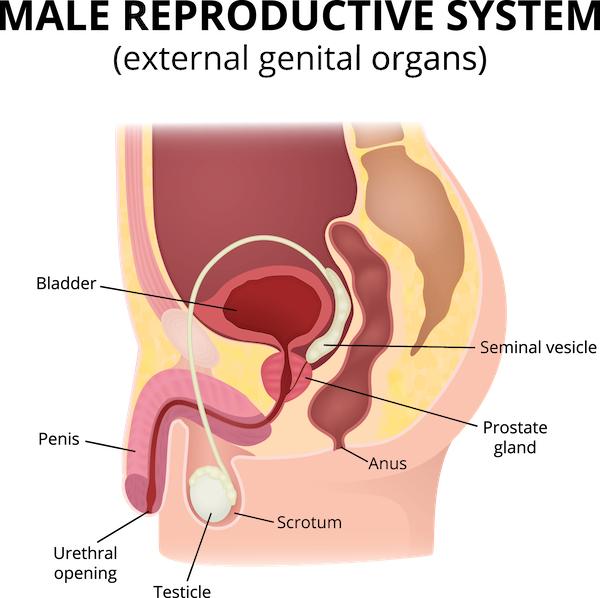 MALE REPRODUCTIVE SYSTEM
(external genital organs)
Bladder
Seminal vesicle
Prostate
gland
Penis
Anus
Scrotum
Urethral
opening
Testicle